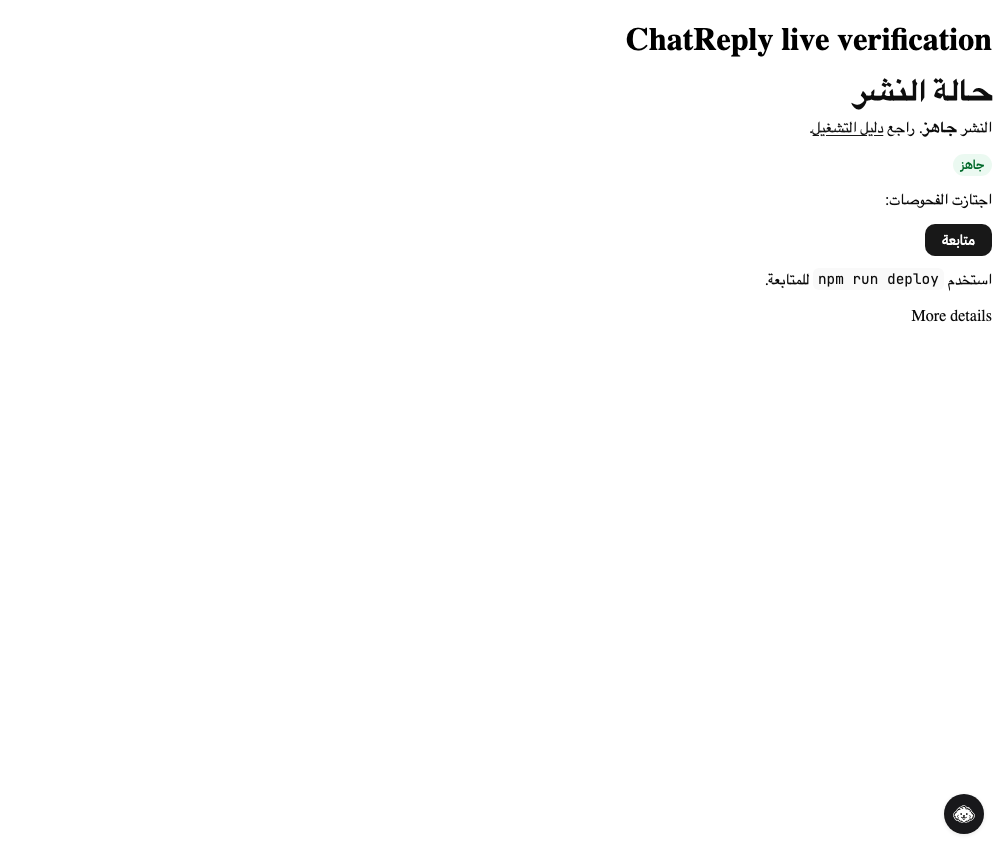 ChatReply live verification
حالة النشر
النشر جاهز. راجع دليل التشغيل.
جاهز
اجتازت الفحوصات:
متابعة
استخدم npm run deploy للمتابعة.
More details